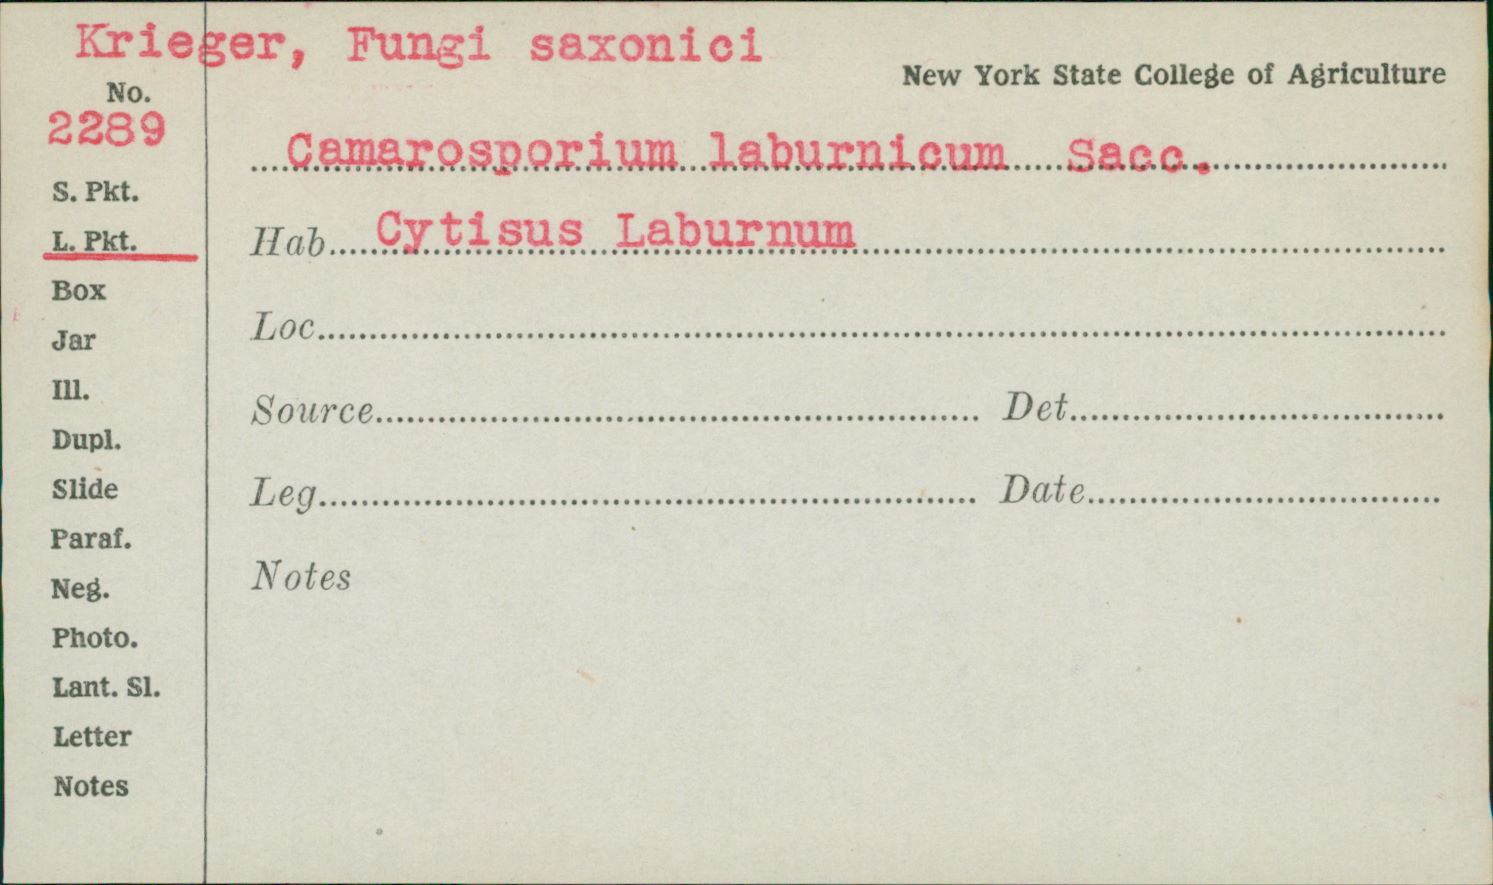 Krieger, Fungi saxonici
New York State College of Agriculture
No.
2289
Camarosporium laburnicum Sacc.
S. Pkt.
L. Pkt.
Hab Cytisus Laburnum
Box
Loc
Jar
Ill.
Source Det
Dupl.
Slide
Leg Date
Paraf.
Neg.
Notes
Photo.
Lant. Sl.
Letter
Notes